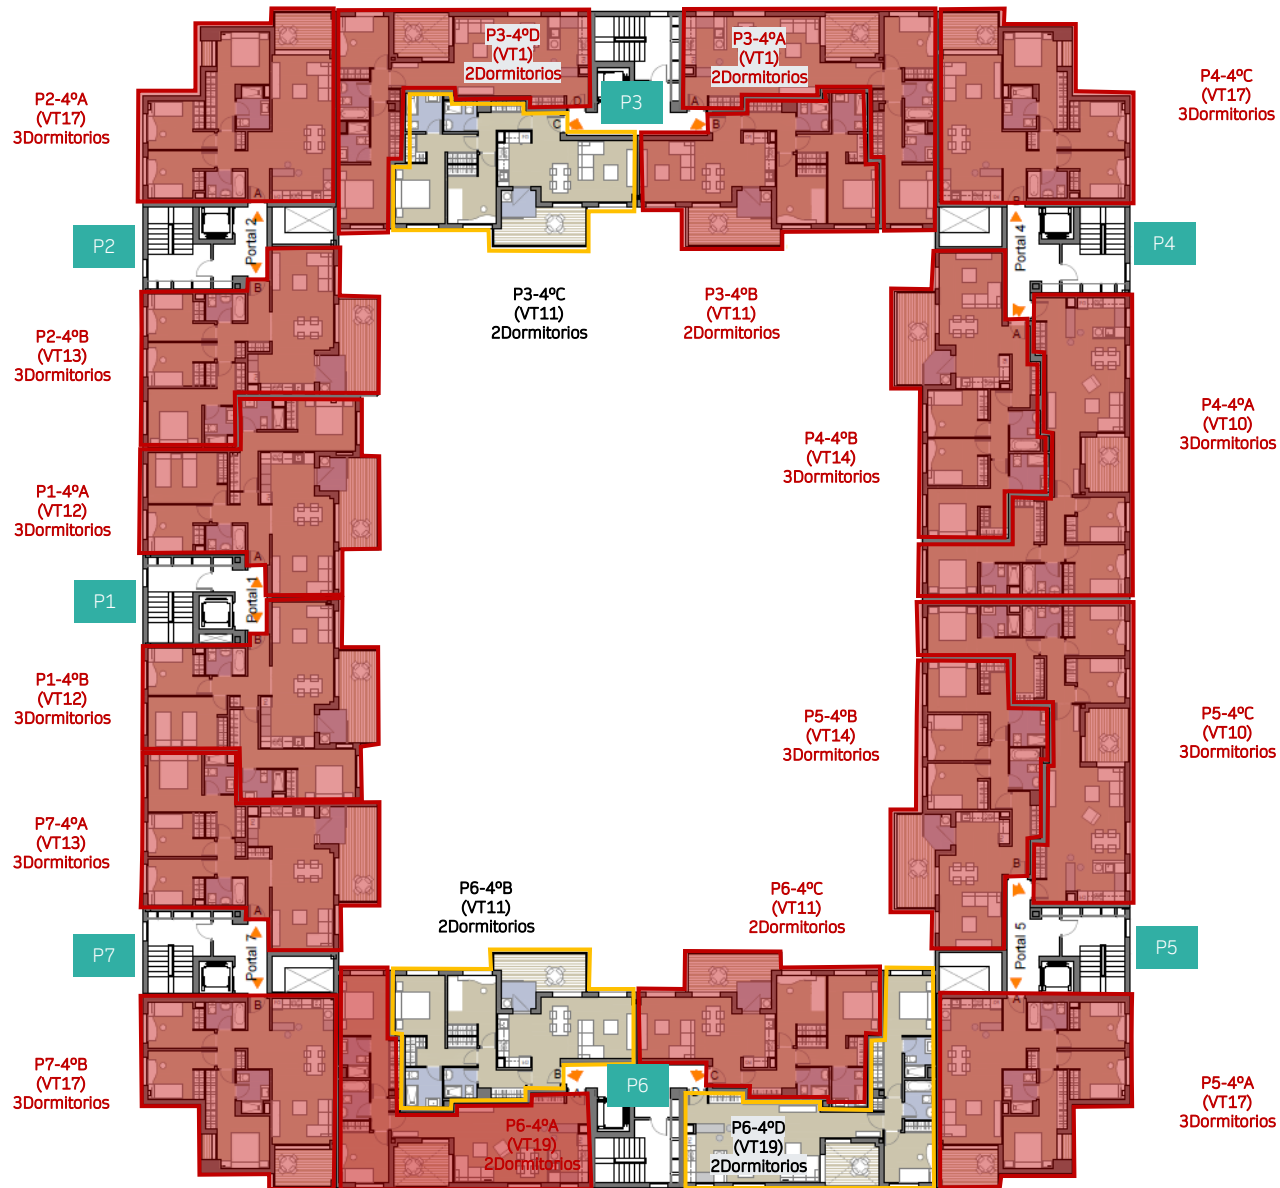 P3-4ºD
(VT1)
2Dormitorios
P3-4ºA
(VT1)
2Dormitorios
P4-4ºC
(VT17)
3Dormitorios
P2-4ºA
(VT17)
3Dormitorios
P3
D
A
C
B
A
B
Portal 2
P2
Portal 4
P4
B
A
P3-4ºC
(VT11)
2Dormitorios
P3-4ºB
(VT11)
2Dormitorios
P2-4ºB
(VT13)
3Dormitorios
P4-4ºA
(VT10)
3Dormitorios
P4-4ºB
(VT14)
3Dormitorios
P1-4ºA
(VT12)
3Dormitorios
A
Portal 1
P1
B
P1-4ºB
(VT12)
3Dormitorios
P5-4ºB
(VT14)
3Dormitorios
P5-4ºC
(VT10)
3Dormitorios
P7-4ºA
(VT13)
3Dormitorios
B
P6-4ºB
(VT11)
2Dormitorios
P6-4ºC
(VT11)
2Dormitorios
A
Portal 7
P7
Portal 5
P5
B
A
P7-4ºB
(VT17)
3Dormitorios
B
C
P6
P5-4ºA
(VT17)
3Dormitorios
P6-4ºA
(VT19)
2Dormitorios
P6-4ºD
(VT19)
2Dormitorios